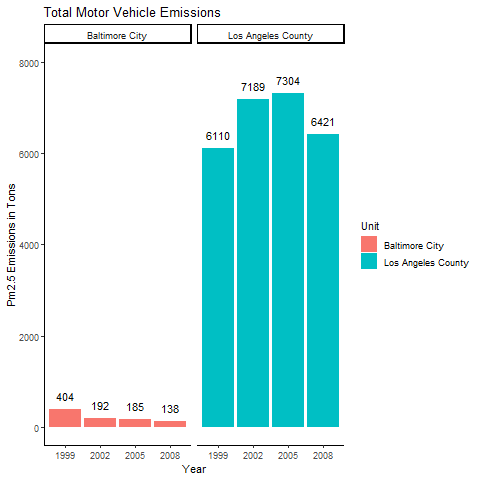 Total Motor Vehicle Emissions
Baltimore City
Los Angeles County
8000
6000
4000
2000
0
Pm2.5 Emissions in Tons
404
192
185
138
6110
7189
7304
6421
1999
2002
2005
2008
1999
2002
2005
2008
Year
Unit
Baltimore City
Los Angeles County